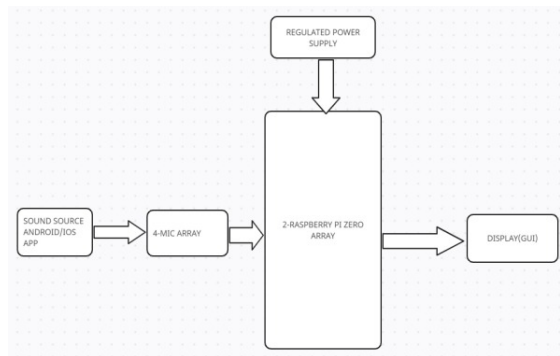 REGULATED POWER
SUPPLY
SOUND SOURCE
ANDROID/IOS
APP
4-MIC ARRAY
2-RASPBERRY PI ZERO
ARRAY
DISPLAY(GUI)